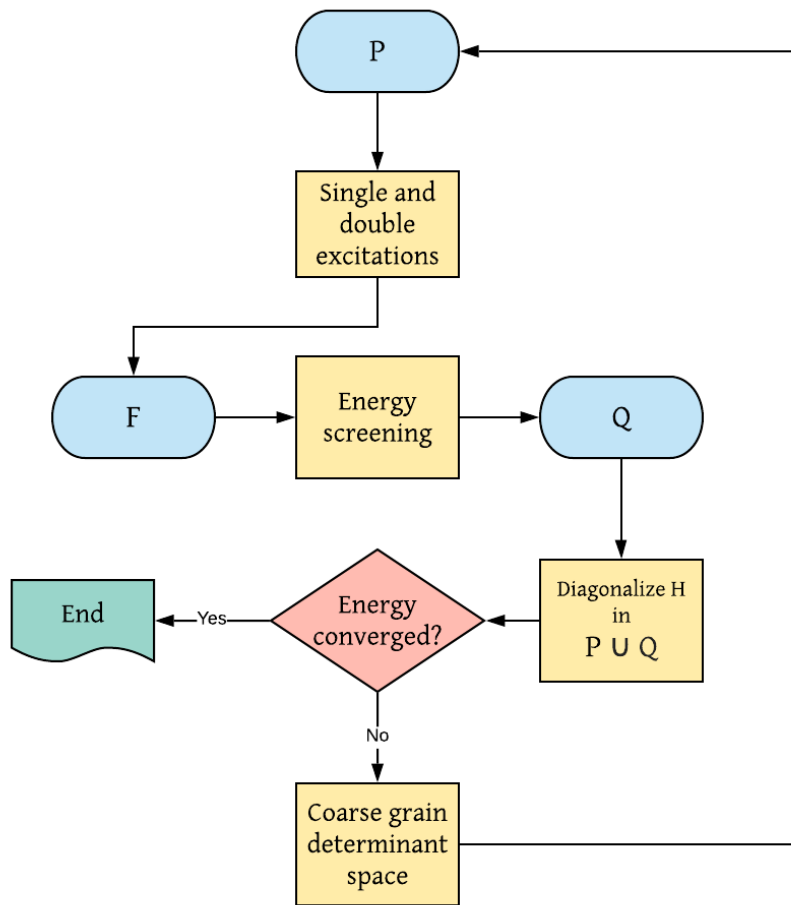 P
Single and
double
excitations
F
Energy
screening
Q
Diagonalize H
in
P ∪ Q
Energy
converged?
Yes
End
No
Coarse grain
determinant
space